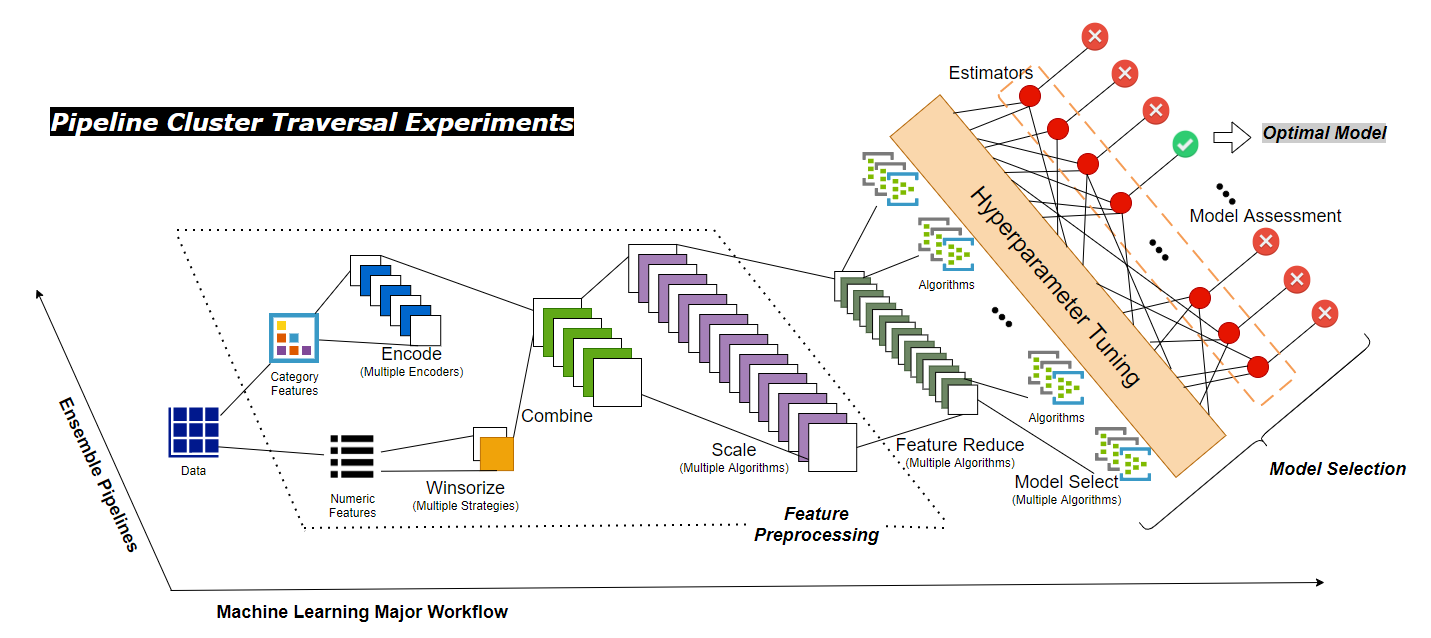 Pipeline Cluster Traversal Experiments
Estimators
Optimal Model
Model Assessment
Hyperparameter Tuning
Algorithms
Algorithms
Category
Features
Encode
(Multiple Encoders)
Combine
Data
Numeric
Features
Winsorize
(Multiple Strategies)
Scale
(Multiple Algorithms)
Feature Reduce
(Multiple Algorithms)
Model Select
(Multiple Algorithms)
Model Selection
Feature
Preprocessing
Ensemble Pipelines
Machine Learning Major Workflow